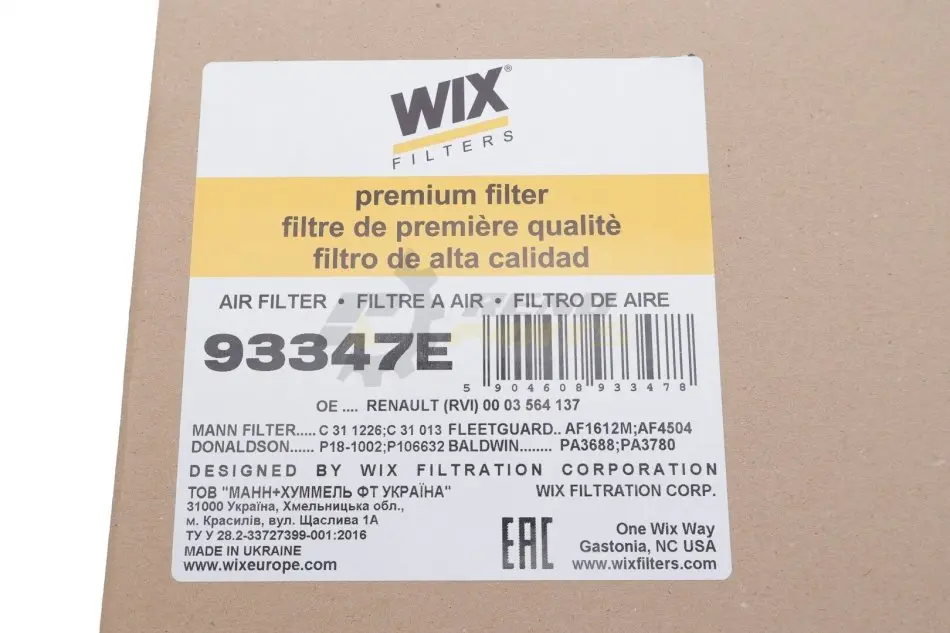 WIX®
FILTERS
premium filter
filtre de première qualitè
filtro de alta calidad
AIR FILTER • FILTRE A AIR • FILTRO DE AIRE
93347E
5 904608 933478
OE .... RENAULT (RVI) 00 03 564 137
MANN FILTER..... C 31 1226;C 31 013 FLEETGUARD.. AF1612M;AF4504
DONALDSON...... P18-1002;P106632 BALDWIN........ PA3688;PA3780
DESIGNED BY WIX FILTRATION CORPORATION
ТОВ "МАНН+ХУММЕЛЬ ФТ УКРАЇНА" WIX FILTRATION CORP.
31000 Україна, Хмельницька обл.,
м. Красилів, вул. Щаслива 1А
ТУ У 28.2-33727399-001:2016
MADE IN UKRAINE
www.wixeurope.com
EAC
One Wix Way
Gastonia, NC USA
www.wixfilters.com